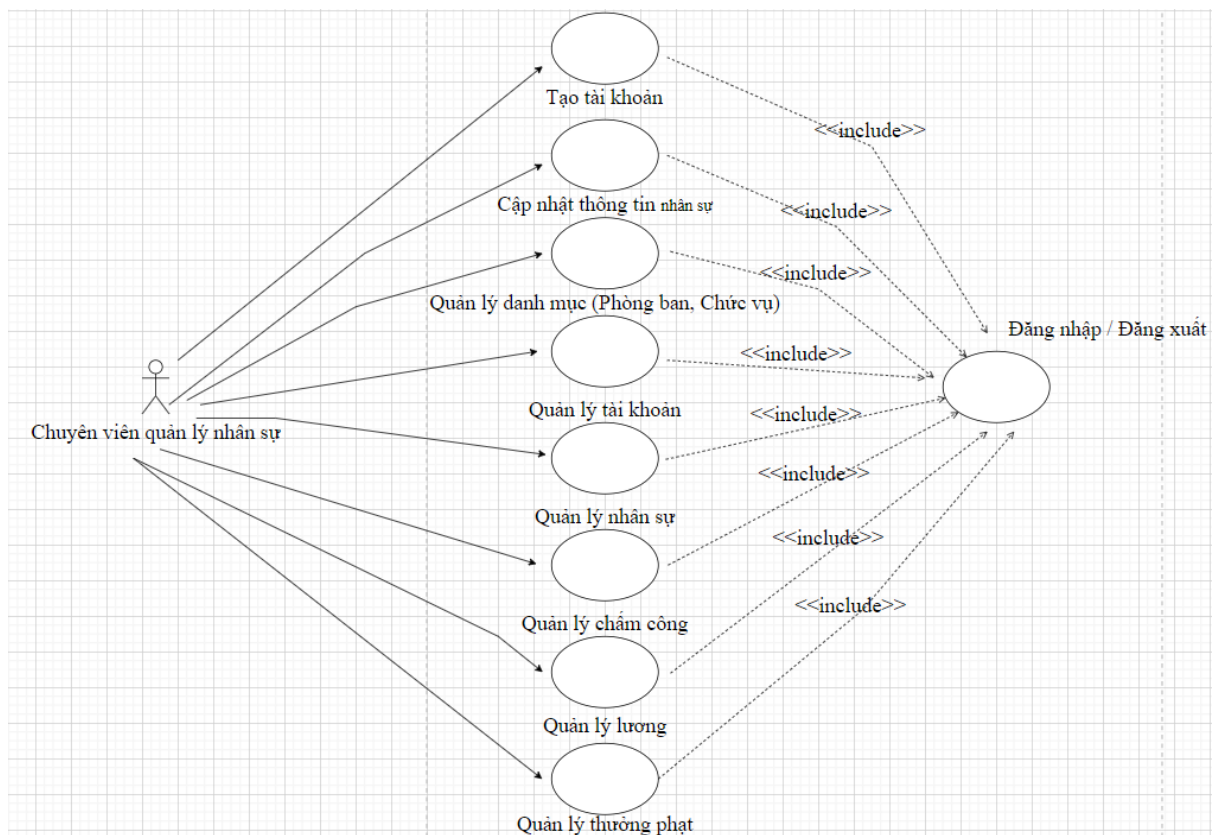 Tạo tài khoản
<<include>>
Cập nhật thông tin nhân sự
<<include>>
<<include>>
Quản lý danh mục (Phòng ban, Chức vụ)
Đăng nhập / Đăng xuất
<<include>>
Quản lý tài khoản
<<include>>
Chuyên viên quản lý nhân sự
<<include>>
Quản lý nhân sự
<<include>>
<<include>>
Quản lý chấm công
Quản lý lương
Quản lý thưởng phạt